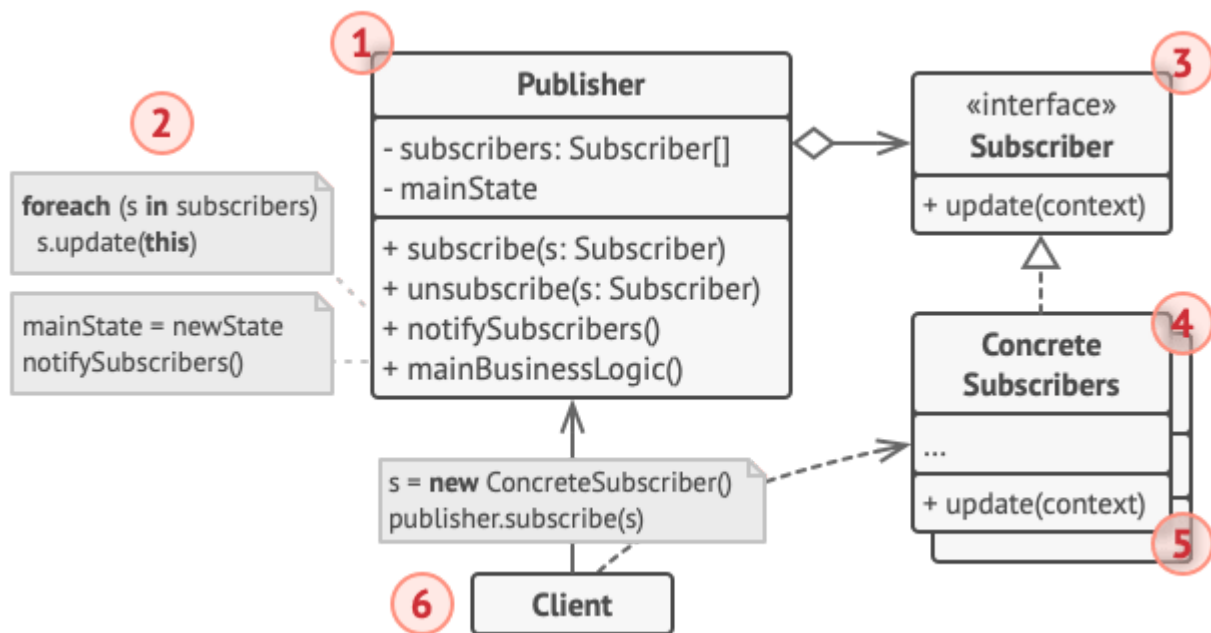 1
Publisher
- subscribers: Subscriber[]
- mainState
+ subscribe(s: Subscriber)
+ unsubscribe(s: Subscriber)
+ notifySubscribers()
+ mainBusinessLogic()
2
foreach (s in subscribers)
s.update(this)
mainState = newState
notifySubscribers()
3
«interface»
Subscriber
+ update(context)
4
Concrete
Subscribers
...
+ update(context)
5
s = new ConcreteSubscriber()
publisher.subscribe(s)
6
Client